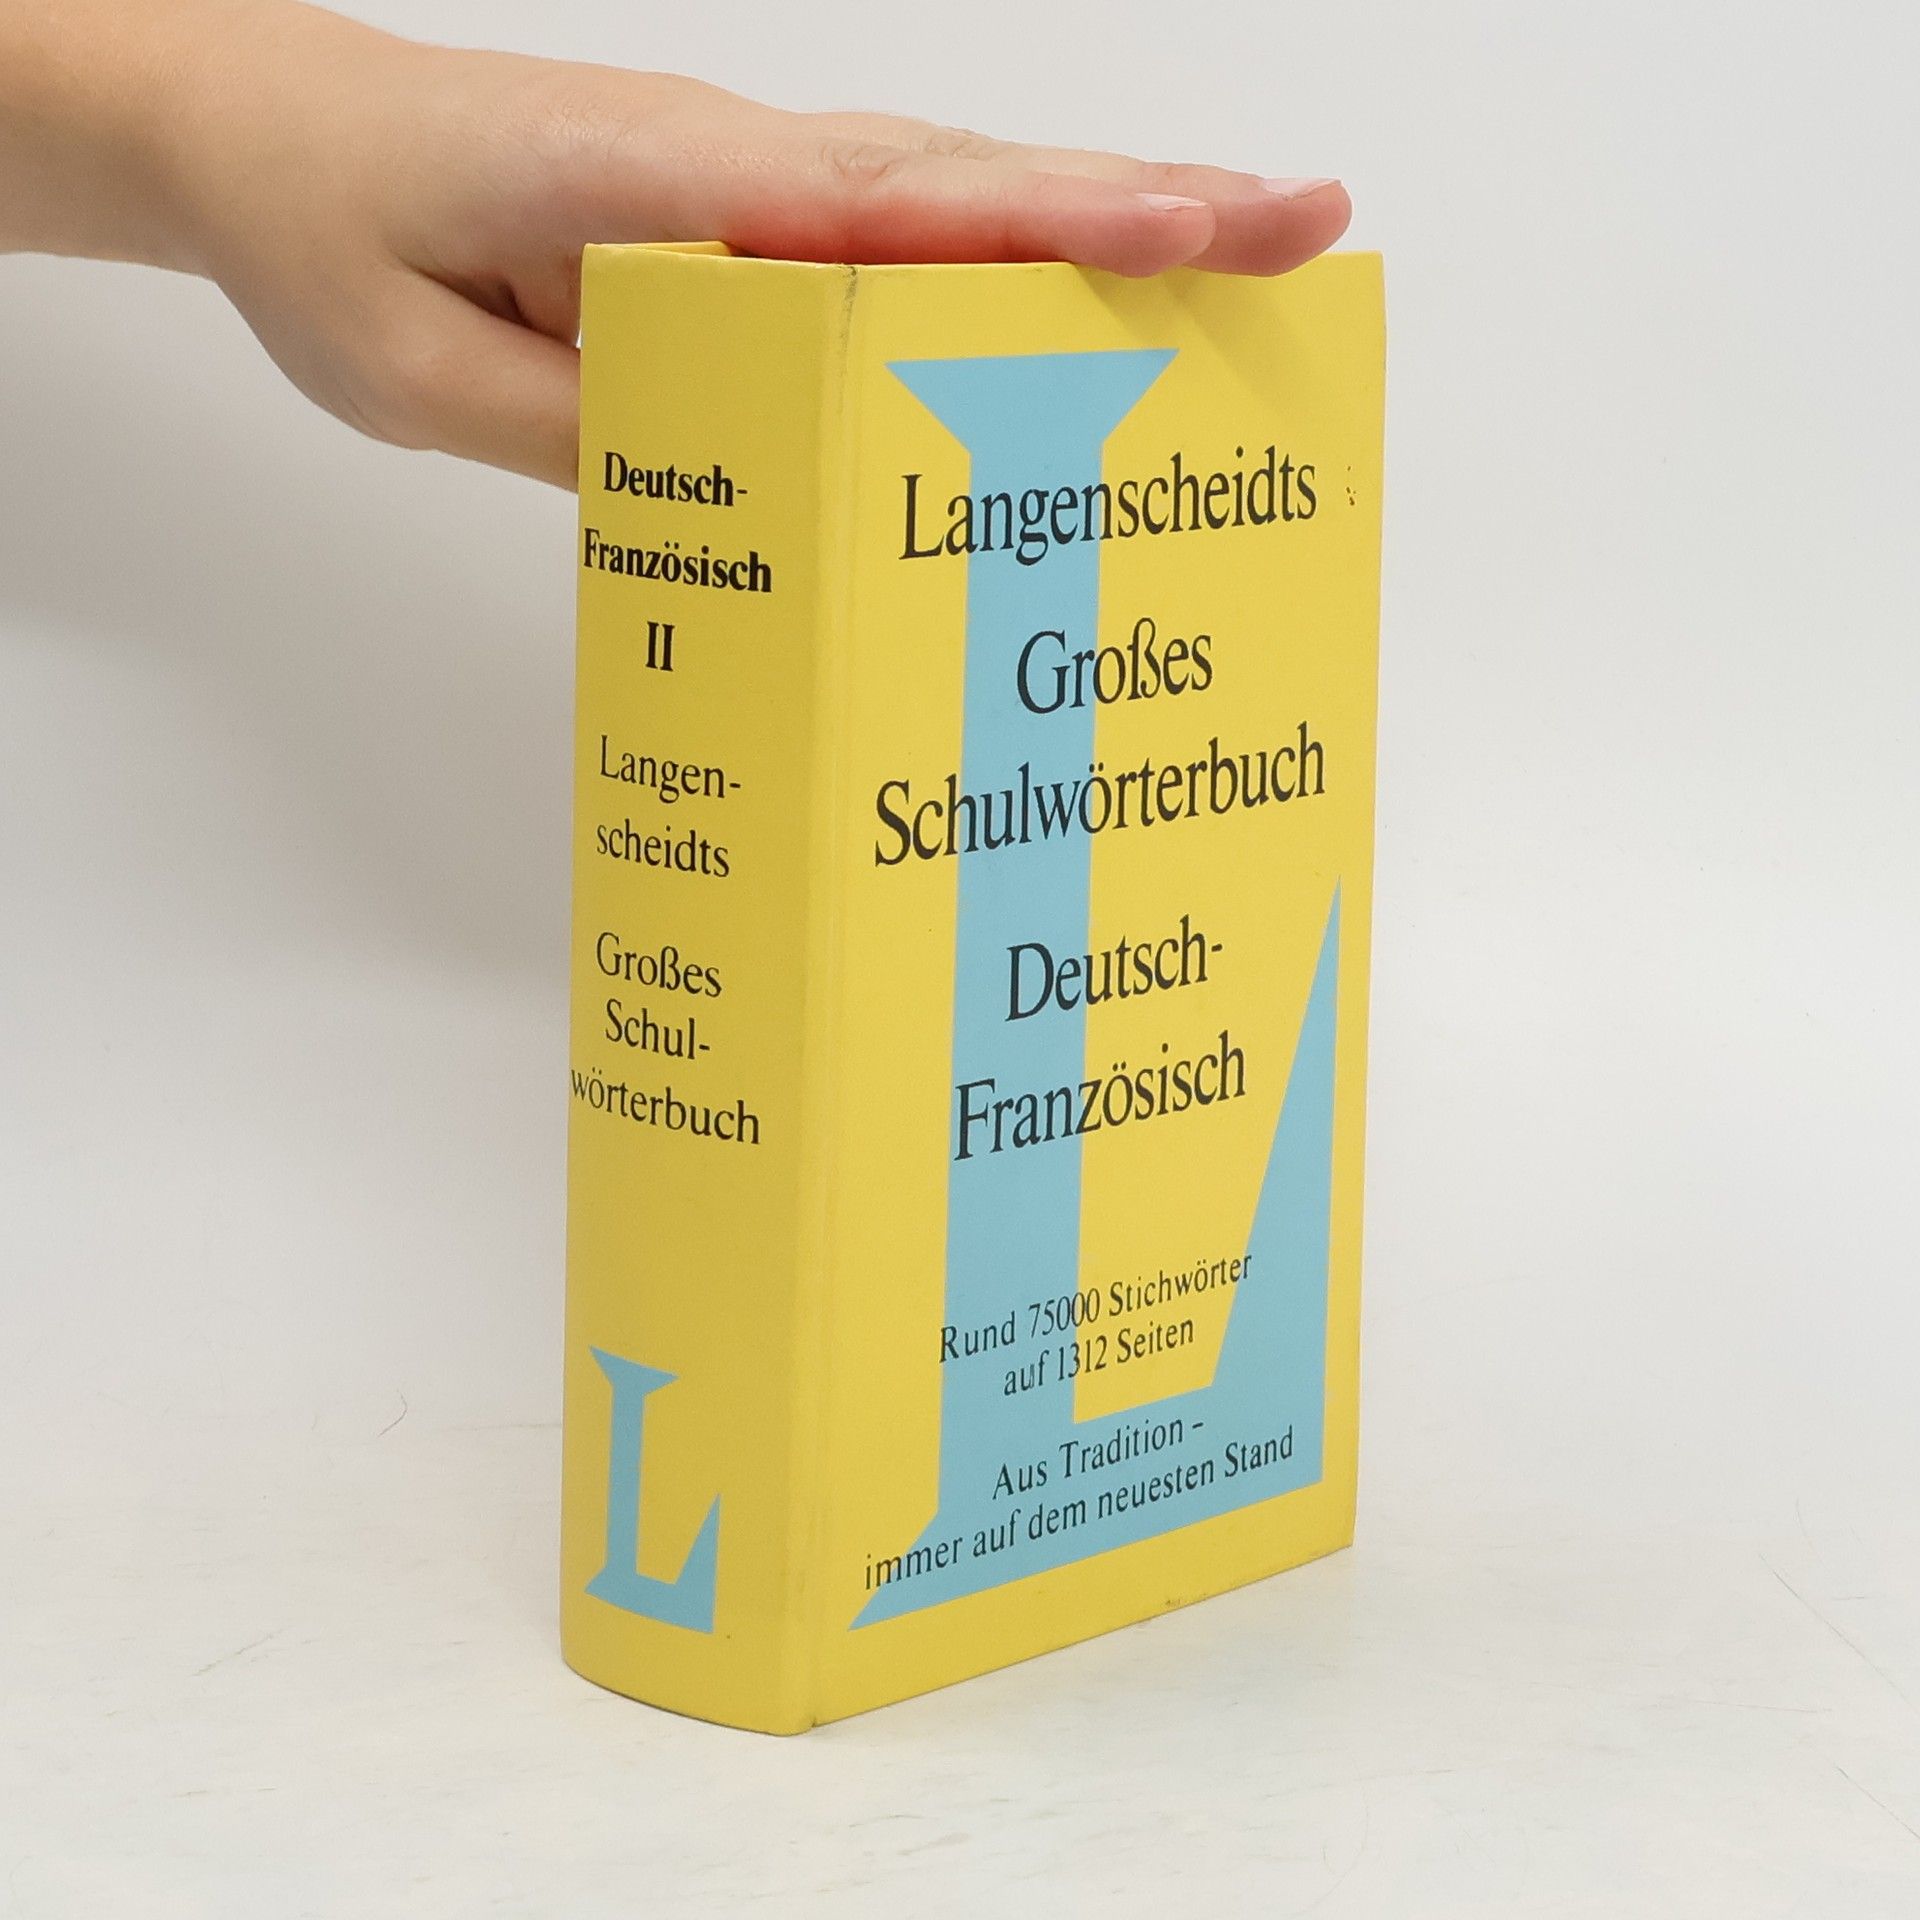 Deutsch-
Französisch
II
Langen-
scheidts
Großes
Schul-
wörterbuch
L
Langenscheidts
Großes
Schulwörterbuch
Deutsch-
Französisch
Rund 75000 Stichwörter
auf 1312 Seiten
Aus Tradition –
immer auf dem neuesten Stand
L